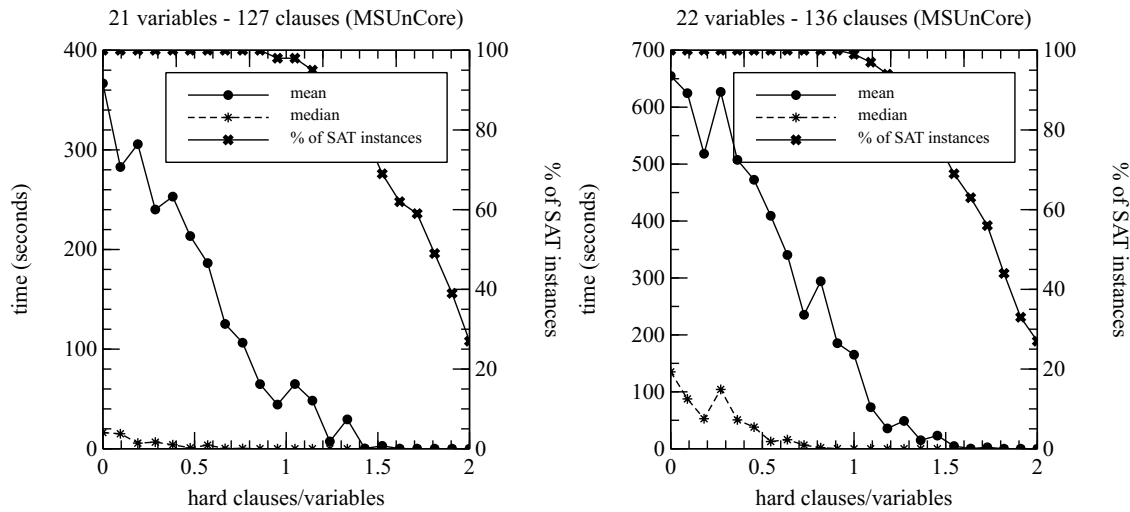 21 variables - 127 clauses (MSUnCore)
400
300
200
100
0
100
80
60
40
20
0
0
0.5
1
1.5
2
time (seconds)
% of SAT instances
hard clauses/variables
mean
median
% of SAT instances
22 variables - 136 clauses (MSUnCore)
700
600
500
400
300
200
100
0
100
80
60
40
20
0
0
0.5
1
1.5
2
time (seconds)
% of SAT instances
hard clauses/variables
mean
median
% of SAT instances